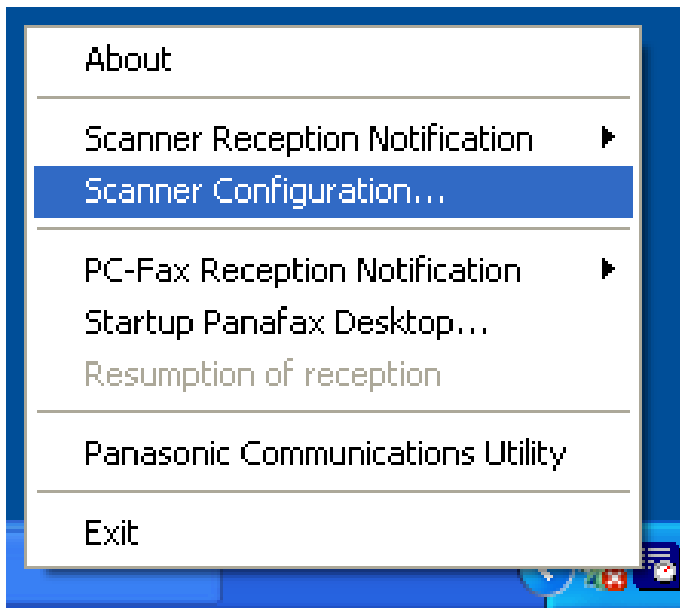 About
Scanner Reception Notification
Scanner Configuration...
PC-Fax Reception Notification
Startup Panafax Desktop...
Resumption of reception
Panasonic Communications Utility
Exit